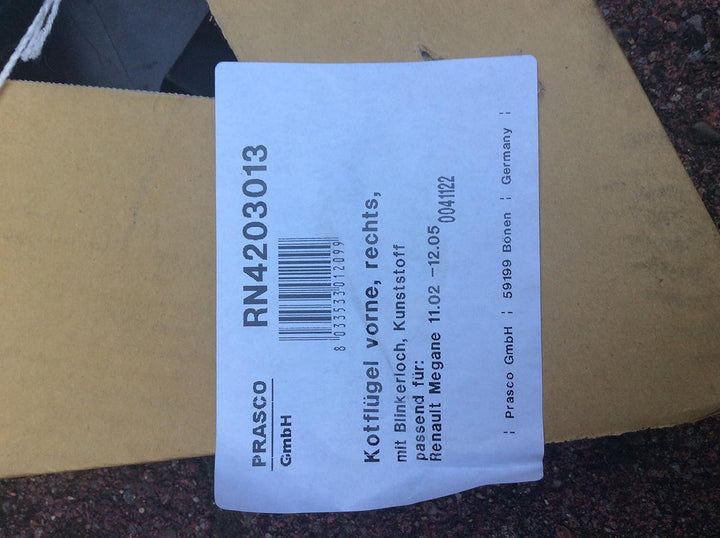 PRASCO
GmbH
RN4203013
8 033533 012099
Kotflügel vorne, rechts,
mit Blinkerloch, Kunststoff
passend für:
Renault Megane 11.02 -12.05
0041122
¦ Prasco GmbH ¦ 59199 Bönen ¦ Germany ¦